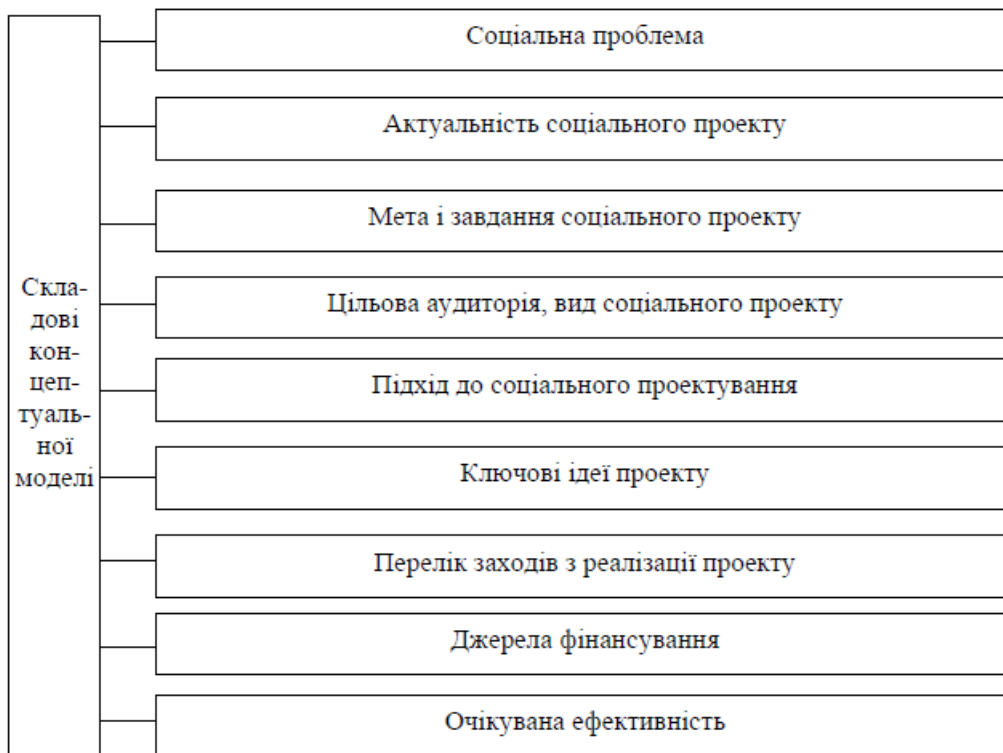 Соціальна проблема
Актуальність соціального проекту
Мета і завдання соціального проекту
Цільова аудиторія, вид соціального проекту
Підхід до соціального проектування
Ключові ідеї проекту
Перелік заходів з реалізації проекту
Джерела фінансування
Очікувана ефективність
Скла-
дові
кон-
цеп-
туаль-
ної
моделі